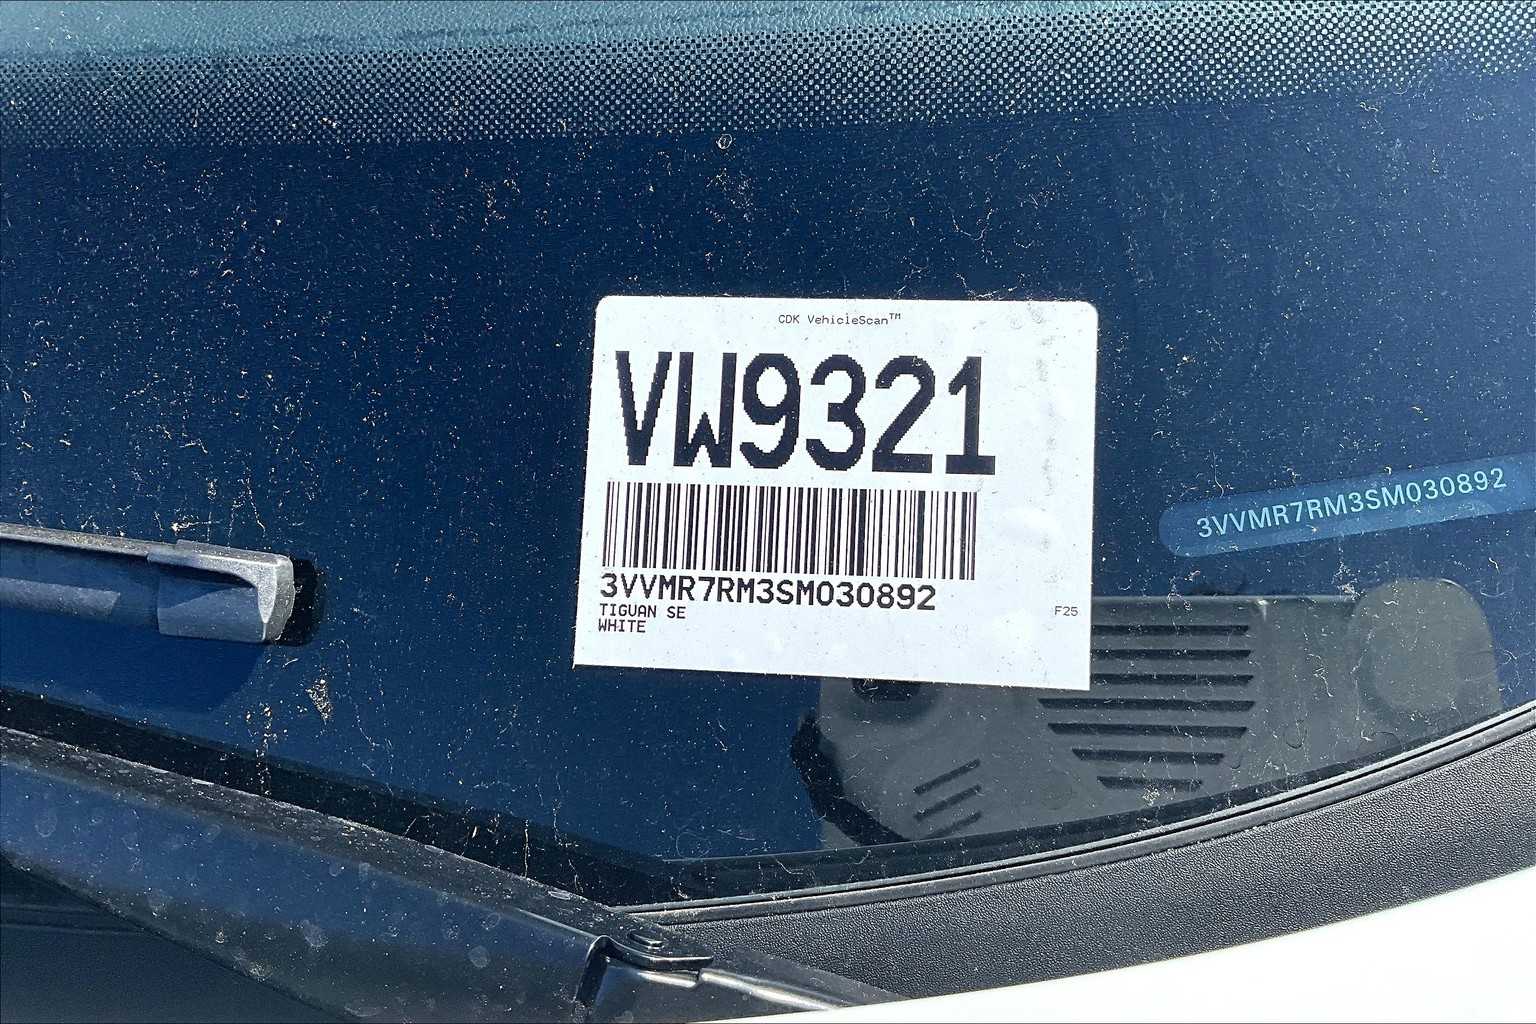 CDK VehicleScan™
VW9321
3VVMR7RM3SM030892
TIGUAN SE
WHITE
F25
3VVMR7RM3SM030892